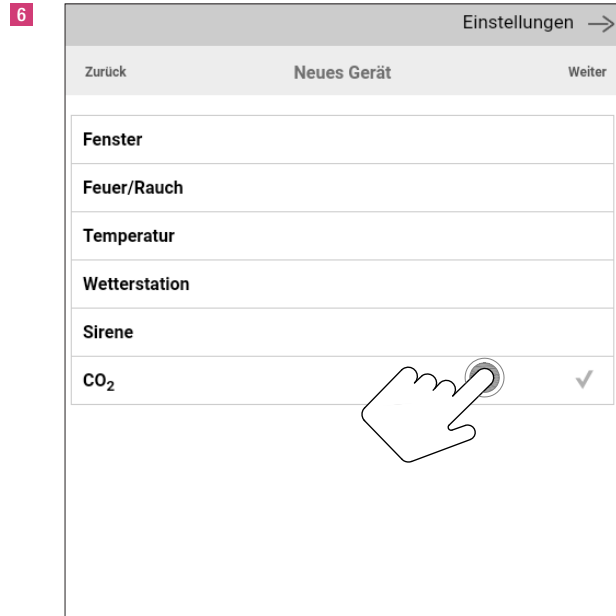 6
Einstellungen
Zurück Neues Gerät Weiter
Fenster
Feuer/Rauch
Temperatur
Wetterstation
Sirene
CO₂